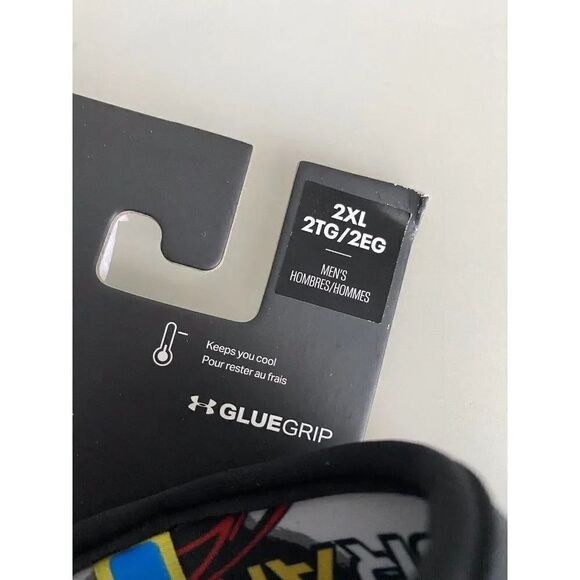 2XL
2TG/2EG
MEN'S
HOMBRES/HOMMES
Keeps you cool
Pour rester au frais
GLUEGRIP